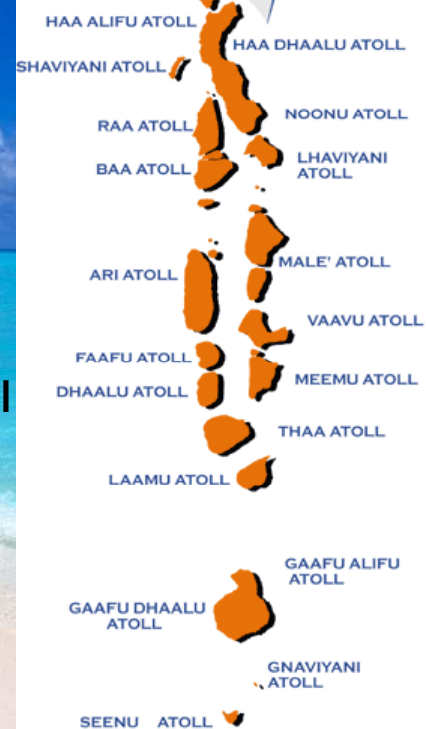 HAA ALIFU ATOLL
HAA DHAALU ATOLL
SHAVIYANI ATOLL
NOONU ATOLL
RAA ATOLL
LHAVIYANI
ATOLL
BAA ATOLL
MALE' ATOLL
ARI ATOLL
VAAVU ATOLL
FAAFU ATOLL
MEEMU ATOLL
DHAALU ATOLL
THAA ATOLL
LAAMU ATOLL
GAAFU ALIFU
ATOLL
GAAFU DHAALU
ATOLL
GNAVIYANI
ATOLL
SEENU ATOLL